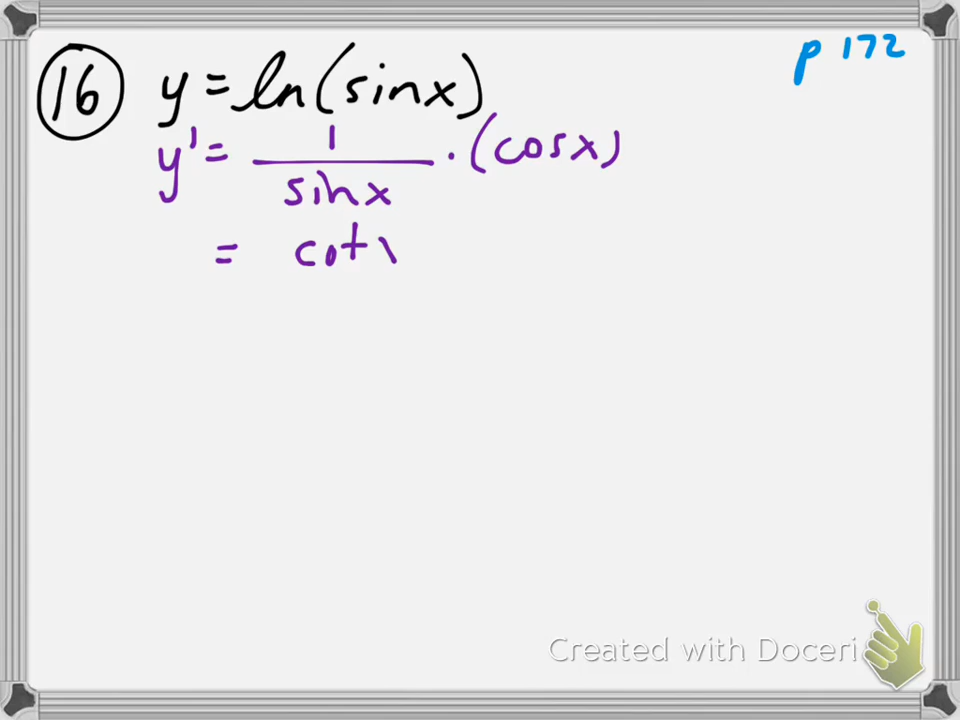 p 172
16 y = ln(sinx)
y' = 1/sinx · (cosx)
= cot
Created with Doceri